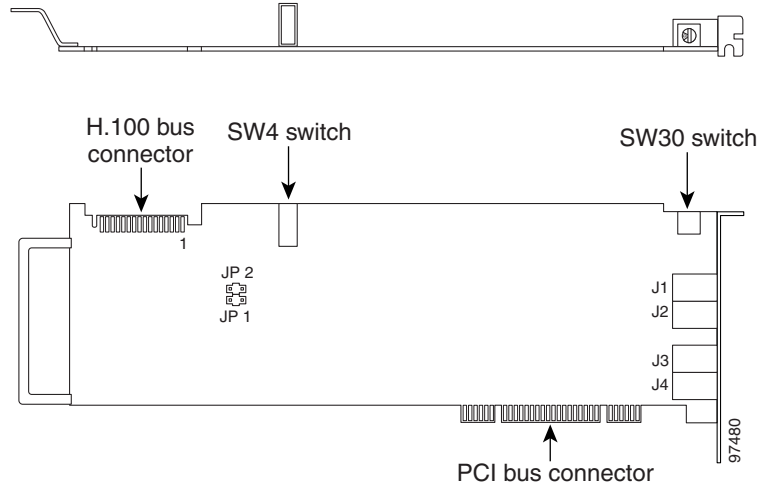 H.100 bus
connector
SW4 switch
SW30 switch
1
JP 2
JP 1
J1
J2
J3
J4
PCI bus connector
97480